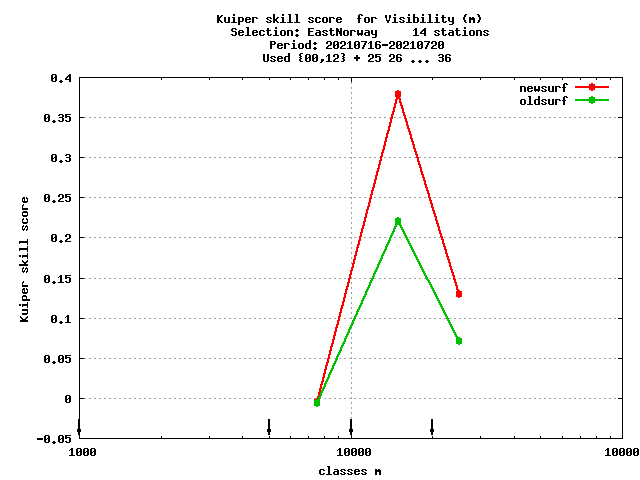 Kuiper skill score  for Visibility (m)
Selection: EastNorway     14 stations
Period: 20210716-20210720
Used {00,12} + 25 26 ... 36
newsurf
oldsurf
0.4
0.35
0.3
0.25
0.2
0.15
0.1
0.05
0
-0.05
Kuiper skill score
1000
10000
10000
classes m